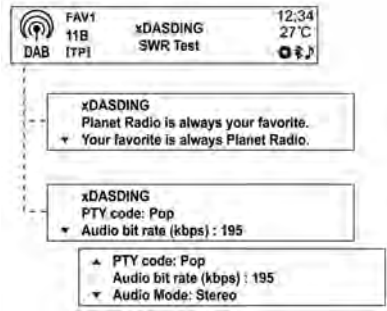 FAV1
12:34
11B
xDASDING
27°C
DAB
[TP]
SWR Test
xDASDING
Planet Radio is always your favorite.
Your favorite is always Planet Radio.
xDASDING
PTY code: Pop
Audio bit rate (kbps) : 195
PTY code: Pop
Audio bit rate (kbps) : 195
Audio Mode: Stereo